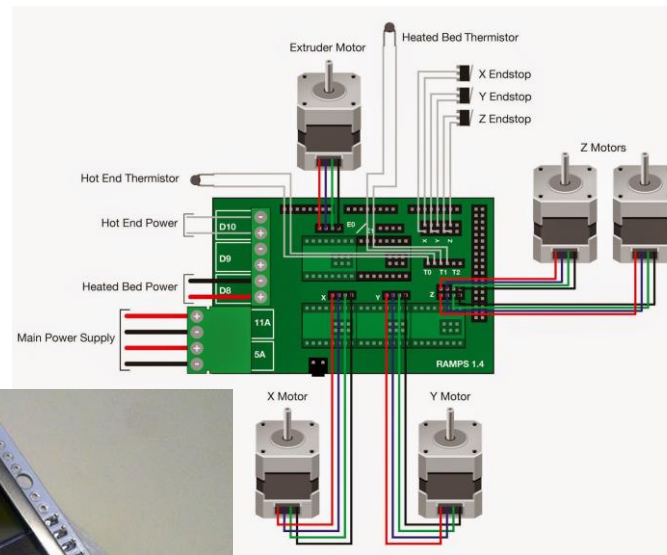 Heated Bed Thermistor
Extruder Motor
X Endstop
Y Endstop
Z Endstop
Z Motors
Hot End Thermistor
Hot End Power
D10
E0
E1
X
Y
Z
D9
T0 T1 T2
Heated Bed Power
D8
X
Y
Z
11A
Main Power Supply
5A
RAMPS 1.4
X Motor
Y Motor